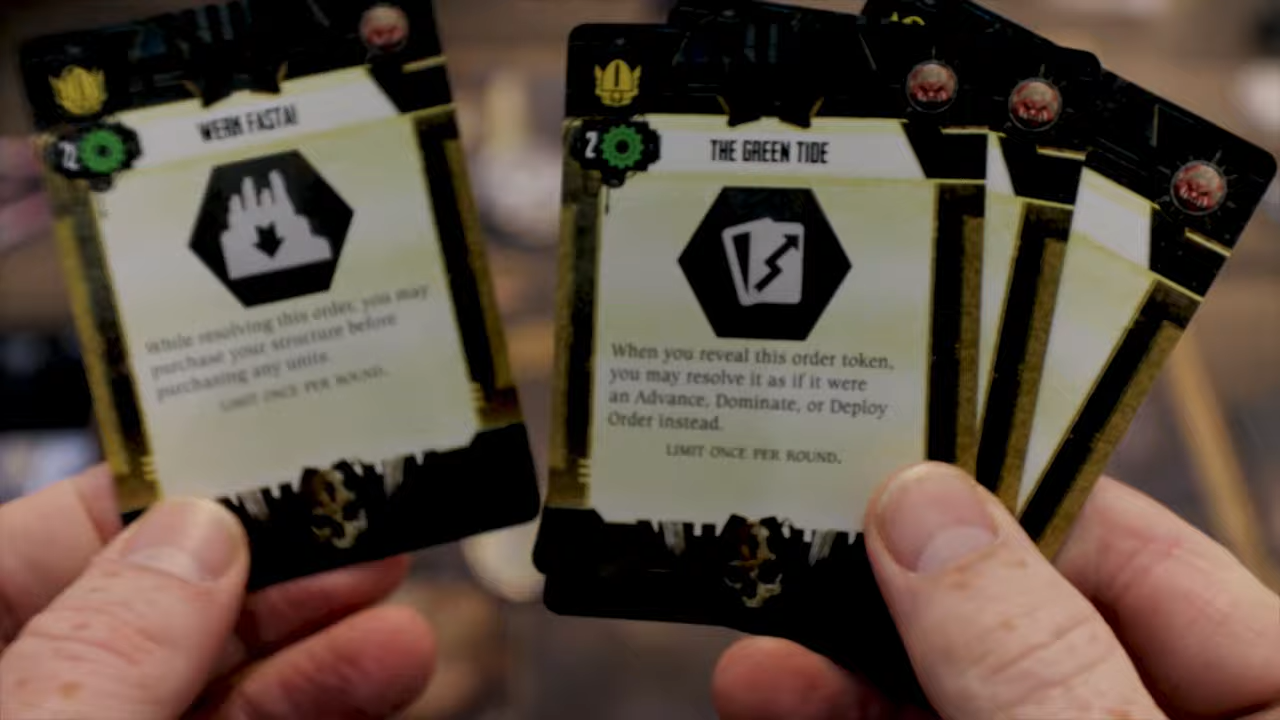 WERK FASTA!
2
While resolving this order, you may
purchase your structure before
purchasing any units.
LIMIT ONCE PER ROUND.
2
THE GREEN TIDE
When you reveal this order token,
you may resolve it as if it were
an Advance, Dominate, or Deploy
Order instead.
LIMIT ONCE PER ROUND.